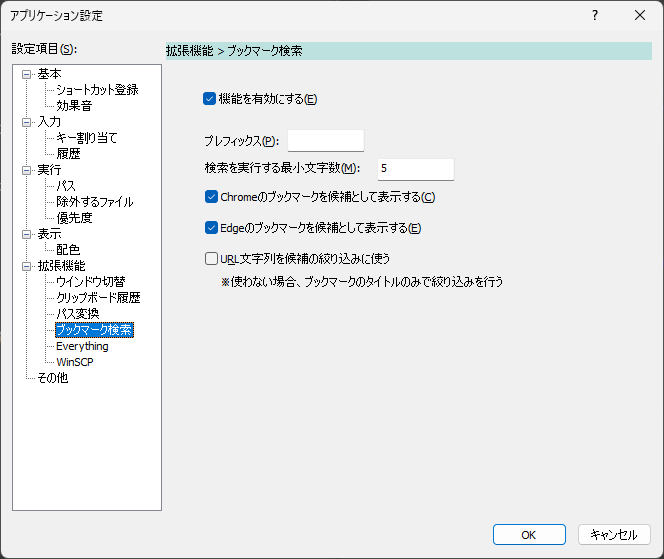 アプリケーション設定
設定項目(S):
基本
ショートカット登録
効果音
入力
キー割り当て
履歴
実行
パス
除外するファイル
優先度
表示
配色
拡張機能
ウインドウ切替
クリップボード履歴
パス変換
ブックマーク検索
Everything
WinSCP
その他
拡張機能 > ブックマーク検索
機能を有効にする(E)
プレフィックス(P):
検索を実行する最小文字数(M): 5
Chromeのブックマークを候補として表示する(C)
Edgeのブックマークを候補として表示する(E)
URL文字列を候補の絞り込みに使う
※使わない場合、ブックマークのタイトルのみで絞り込みを行う
OK キャンセル